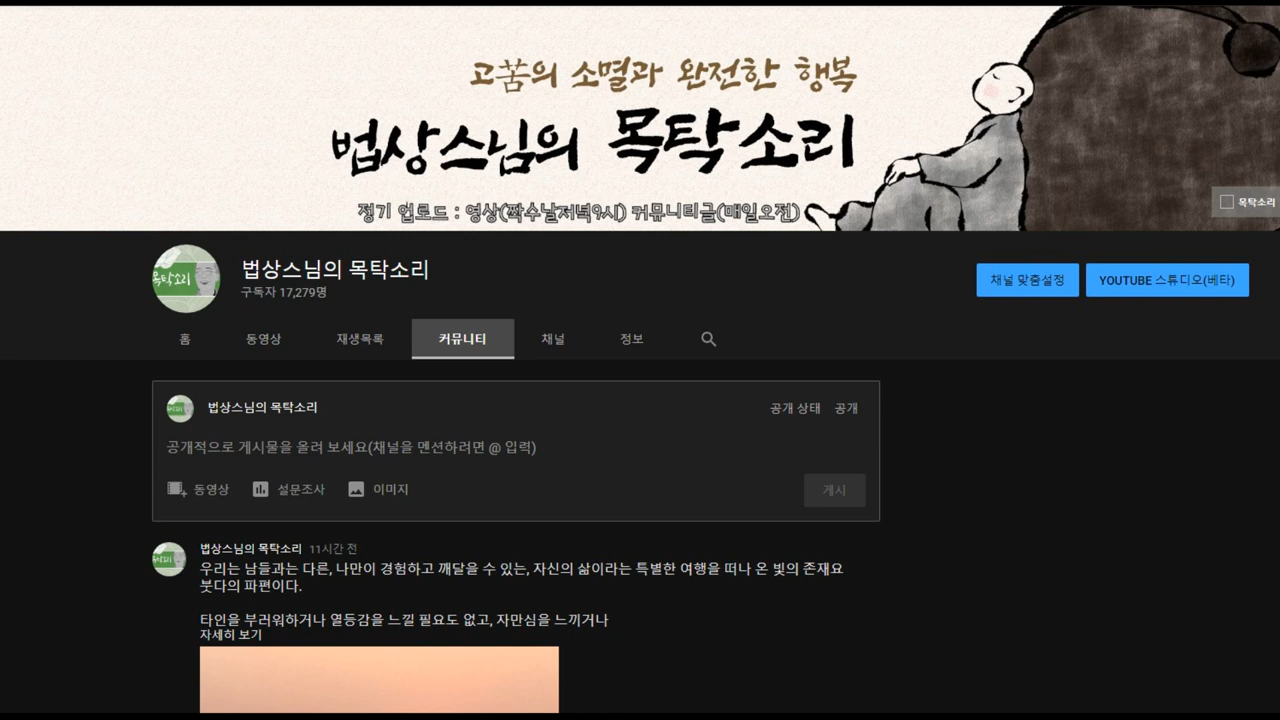 고苦의 소멸과 완전한 행복
법상스님의 목탁소리
정기 업로드 : 영상(짝수날저녁9시) 커뮤니티글(매일오전)
목탁소리
목탁소리
법상스님의 목탁소리
구독자 17,279명
채널 맞춤설정
YOUTUBE 스튜디오(베타)
홈 동영상 재생목록 커뮤니티 채널 정보
법상스님의 목탁소리
공개 상태 공개
공개적으로 게시물을 올려 보세요(채널을 멘션하려면 @ 입력)
동영상 설문조사 이미지 게시
법상스님의 목탁소리 11시간 전
우리는 남들과는 다른, 나만이 경험하고 깨달을 수 있는, 자신의 삶이라는 특별한 여행을 떠나 온 빛의 존재요
붓다의 파편이다.
타인을 부러워하거나 열등감을 느낄 필요도 없고, 자만심을 느끼거나
자세히 보기